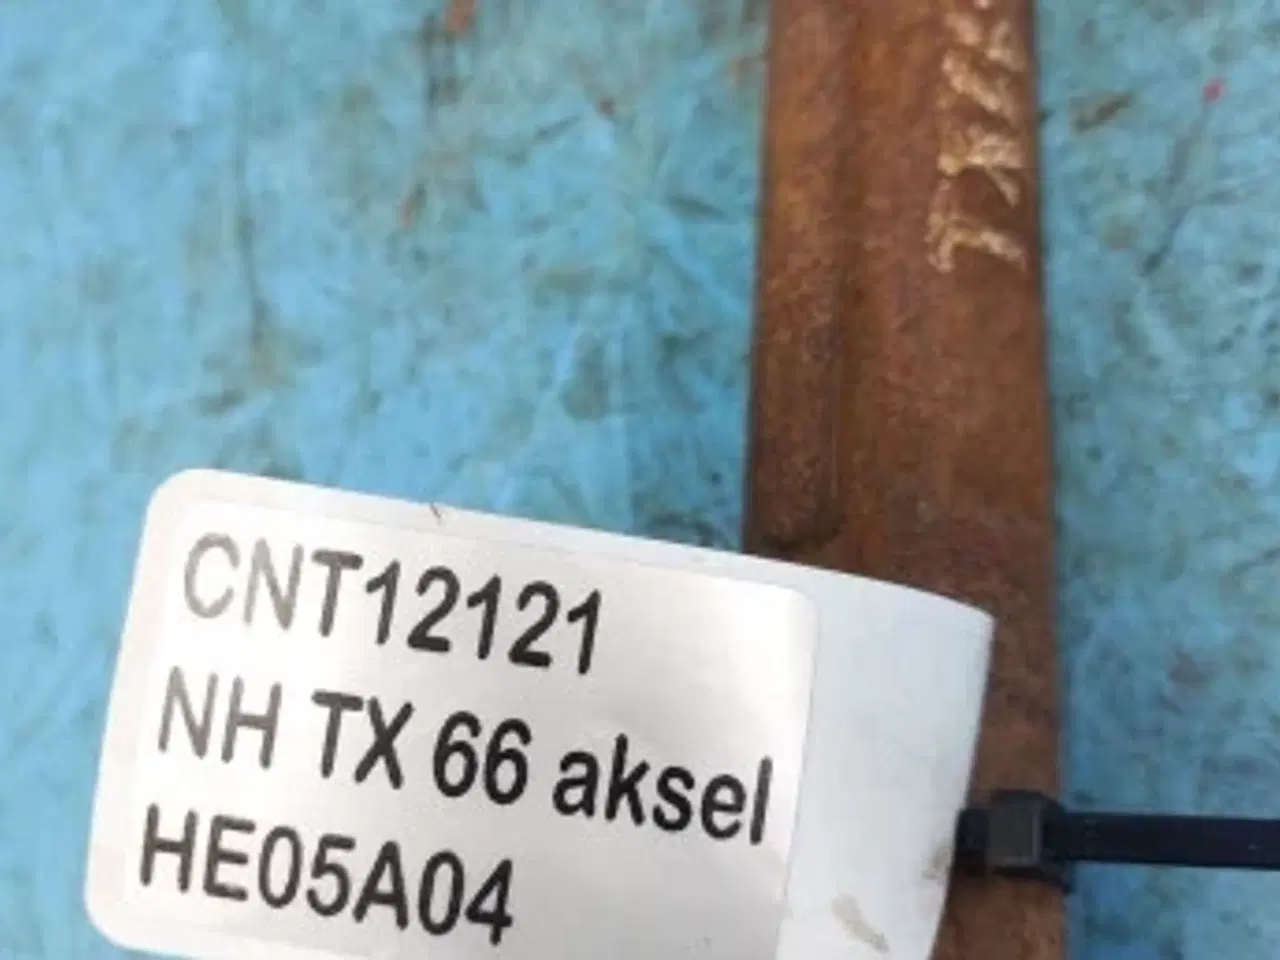 CNT12121
NH TX 66 aksel
HE05A04